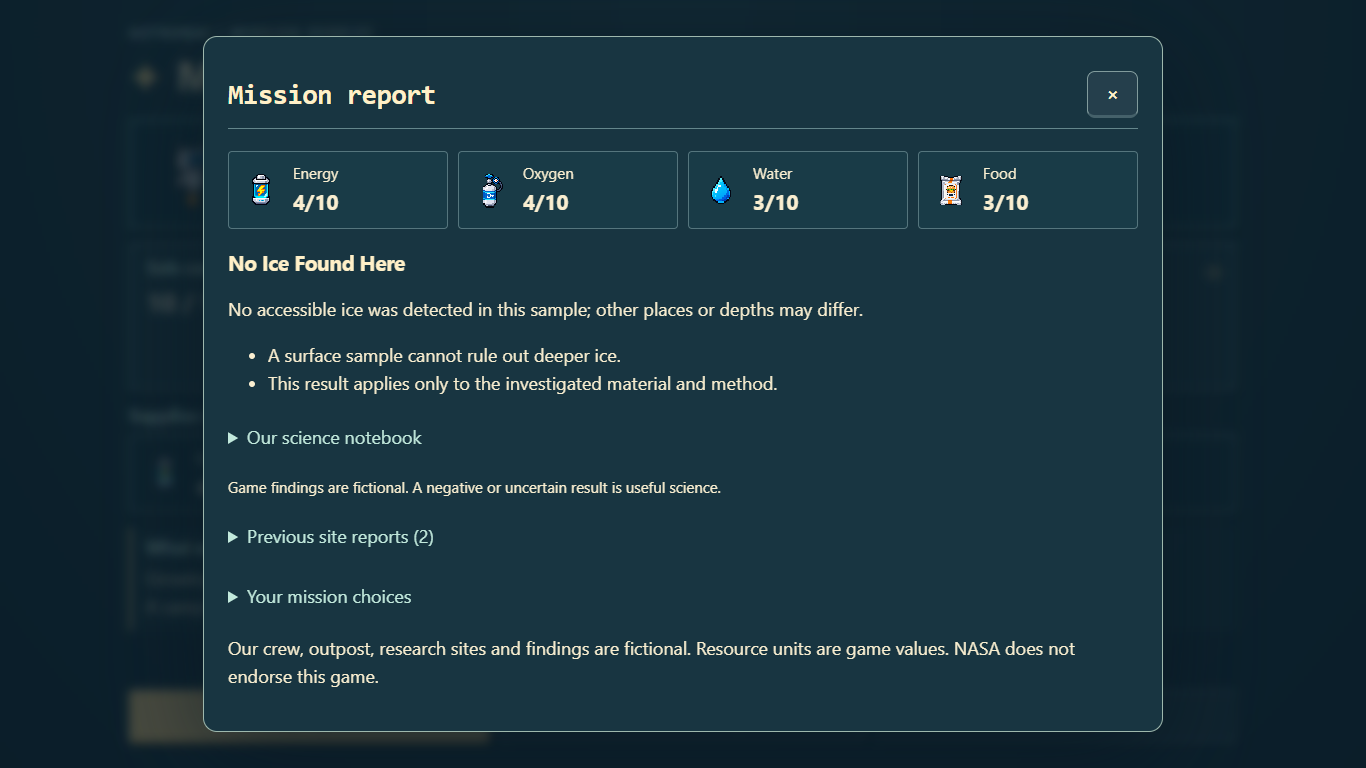 Mission report
×
Energy
4/10
Oxygen
4/10
Water
3/10
Food
3/10
No Ice Found Here
No accessible ice was detected in this sample; other places or depths may differ.
• A surface sample cannot rule out deeper ice.
• This result applies only to the investigated material and method.
▶ Our science notebook
Game findings are fictional. A negative or uncertain result is useful science.
▶ Previous site reports (2)
▶ Your mission choices
Our crew, outpost, research sites and findings are fictional. Resource units are game values. NASA does not
endorse this game.